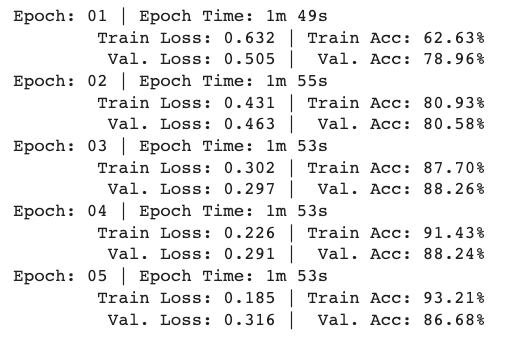 Epoch: 01 | Epoch Time: 1m 49s
Train Loss: 0.632 | Train Acc: 62.63%
Val. Loss: 0.505 | Val. Acc: 78.96%
Epoch: 02 | Epoch Time: 1m 55s
Train Loss: 0.431 | Train Acc: 80.93%
Val. Loss: 0.463 | Val. Acc: 80.58%
Epoch: 03 | Epoch Time: 1m 53s
Train Loss: 0.302 | Train Acc: 87.70%
Val. Loss: 0.297 | Val. Acc: 88.26%
Epoch: 04 | Epoch Time: 1m 53s
Train Loss: 0.226 | Train Acc: 91.43%
Val. Loss: 0.291 | Val. Acc: 88.24%
Epoch: 05 | Epoch Time: 1m 53s
Train Loss: 0.185 | Train Acc: 93.21%
Val. Loss: 0.316 | Val. Acc: 86.68%